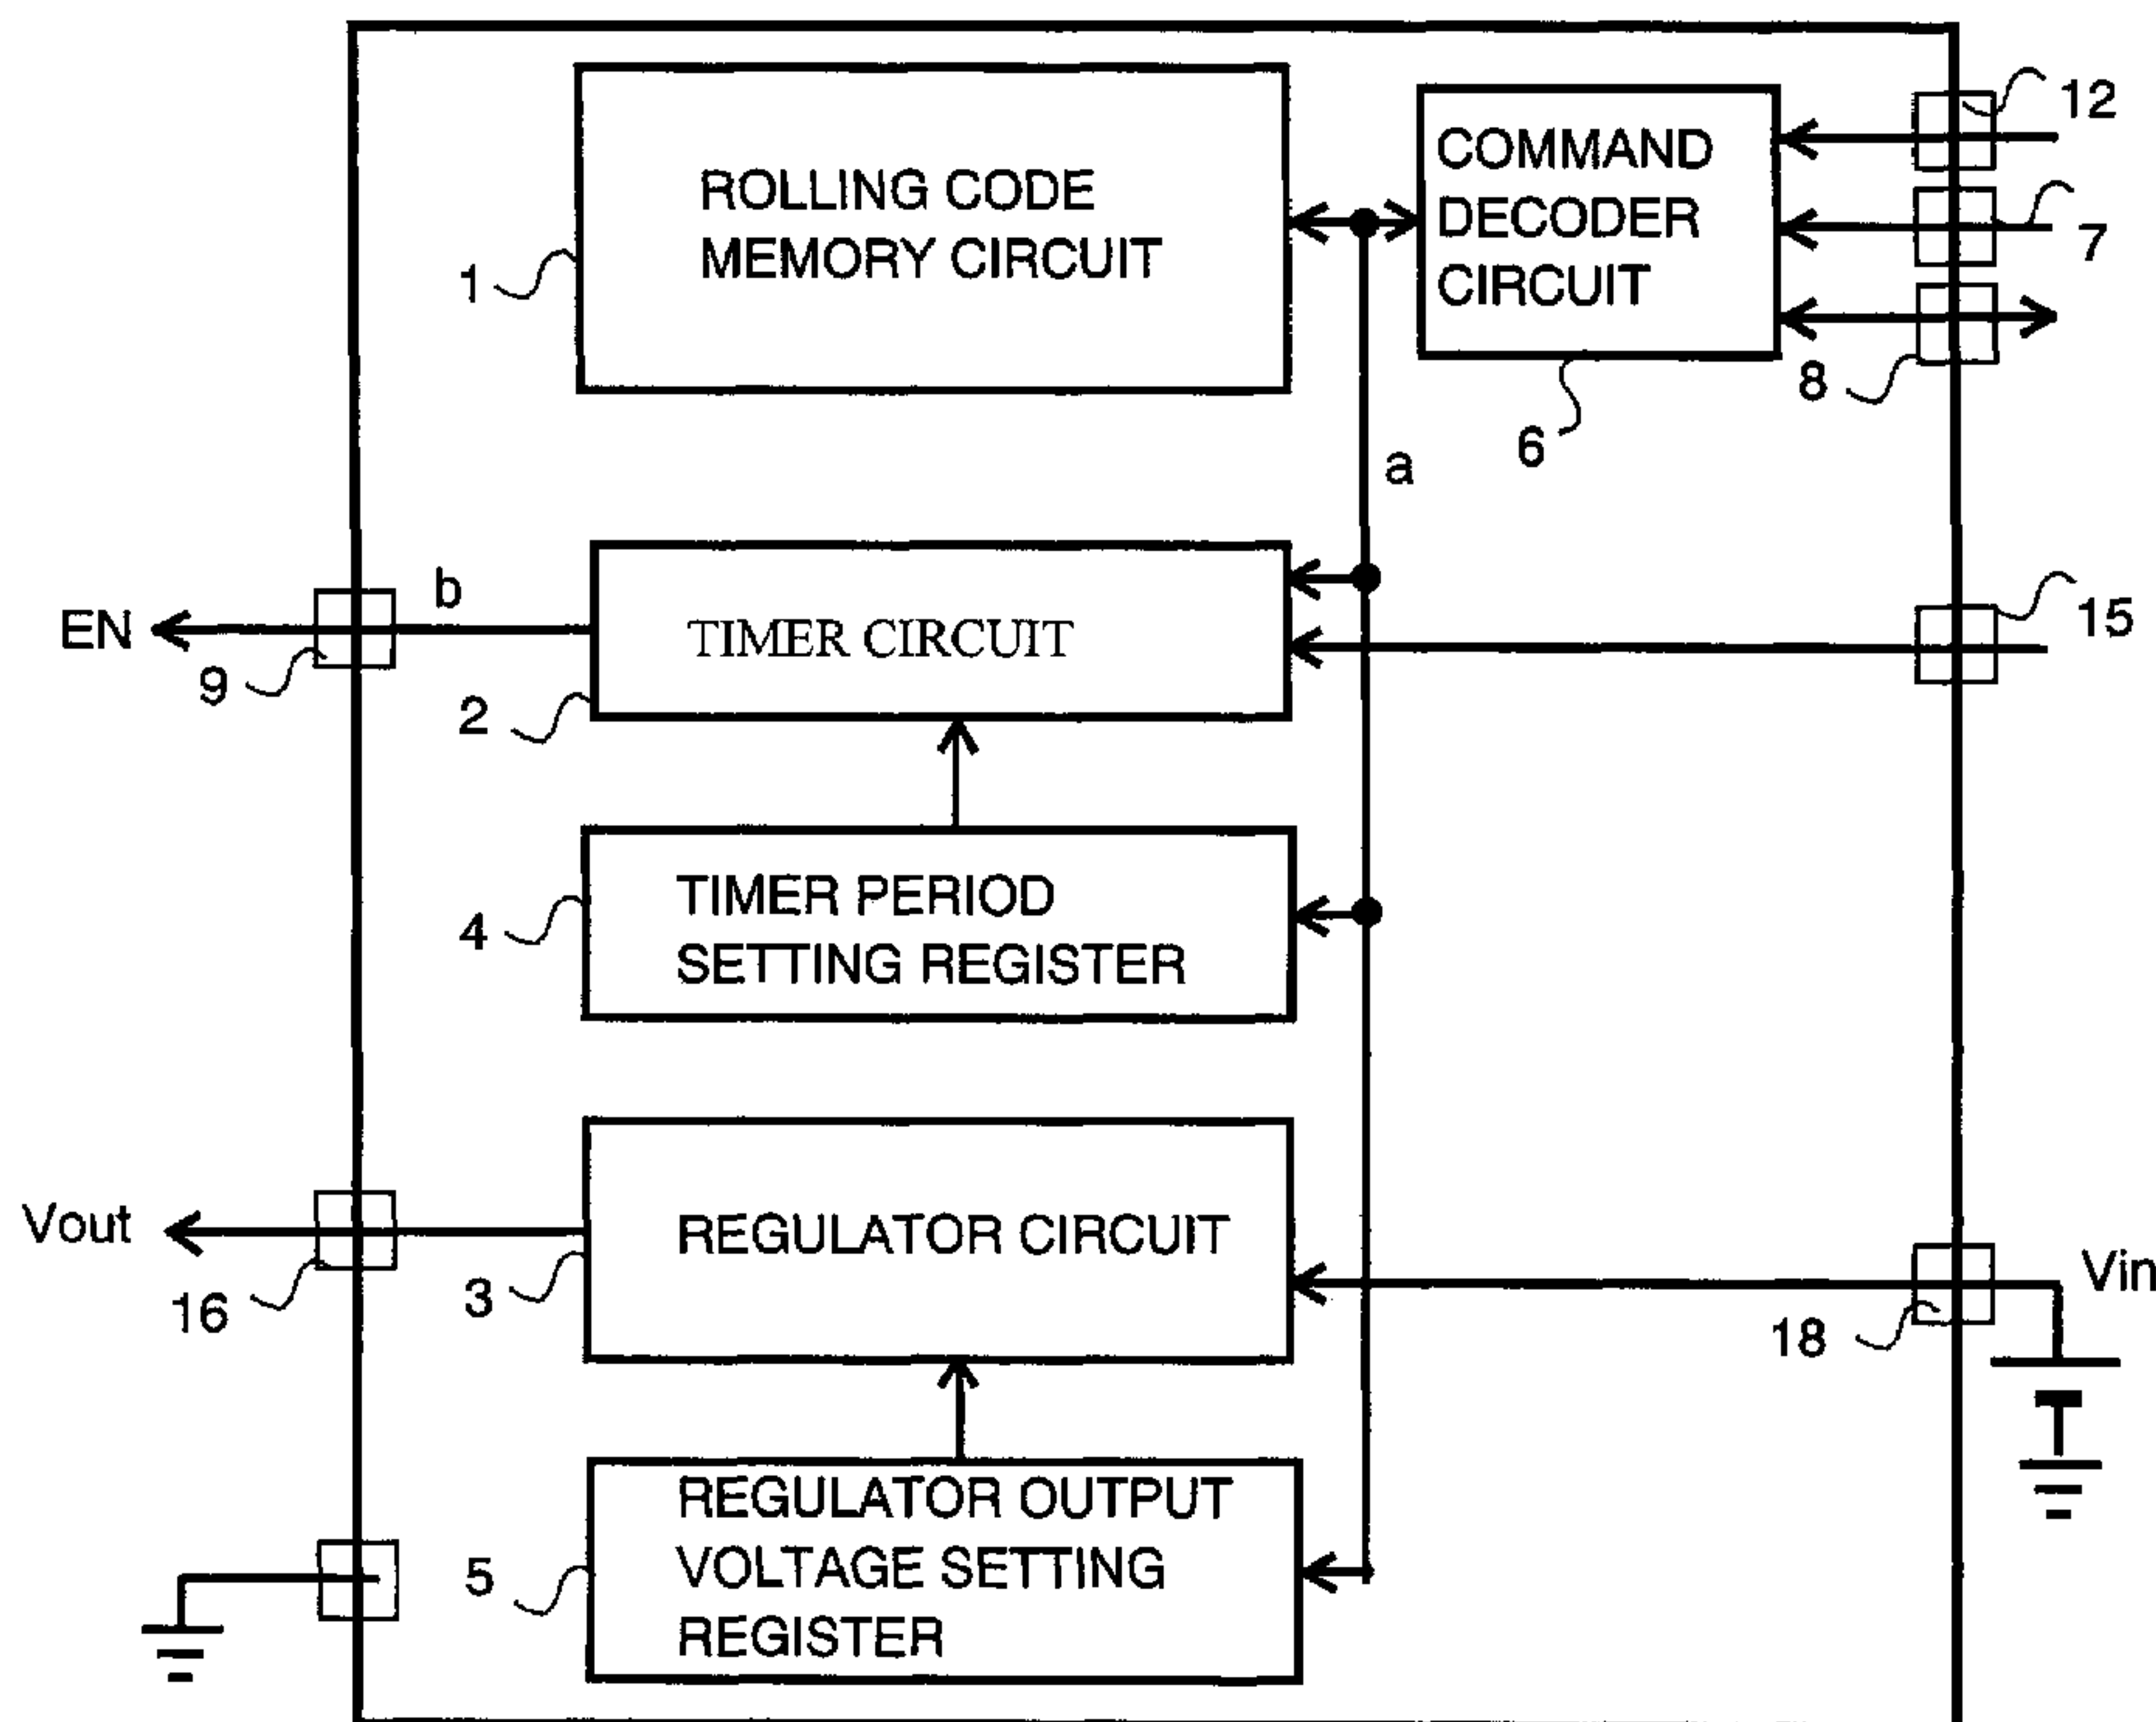 12
ROLLING CODE
MEMORY CIRCUIT
1
COMMAND
DECODER
CIRCUIT
7
8
6
a
EN
b
9
TIMER CIRCUIT
2
15
4
TIMER PERIOD
SETTING REGISTER
Vout
16
REGULATOR CIRCUIT
3
Vin
18
5
REGULATOR OUTPUT
VOLTAGE SETTING
REGISTER